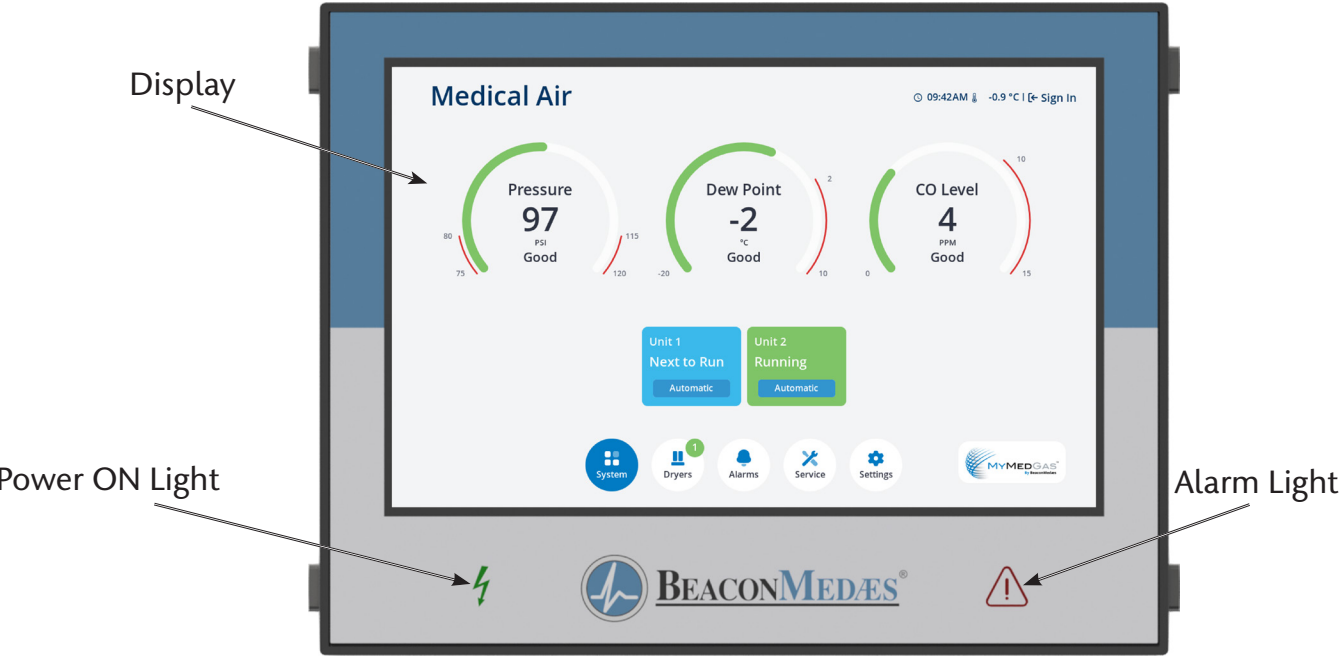 Display
Medical Air
09:42AM -0.9 °C | Sign In
Pressure
97
PSI
Good
80
75
115
120
Dew Point
-2
°C
Good
-20
2
10
CO Level
4
PPM
Good
0
10
15
Unit 1
Next to Run
Automatic
Unit 2
Running
Automatic
System
1
Dryers
Alarms
Service
Settings
MYMEDGAS
By BeaconMedæs
Power ON Light
Alarm Light
BEACONMEDÆS®